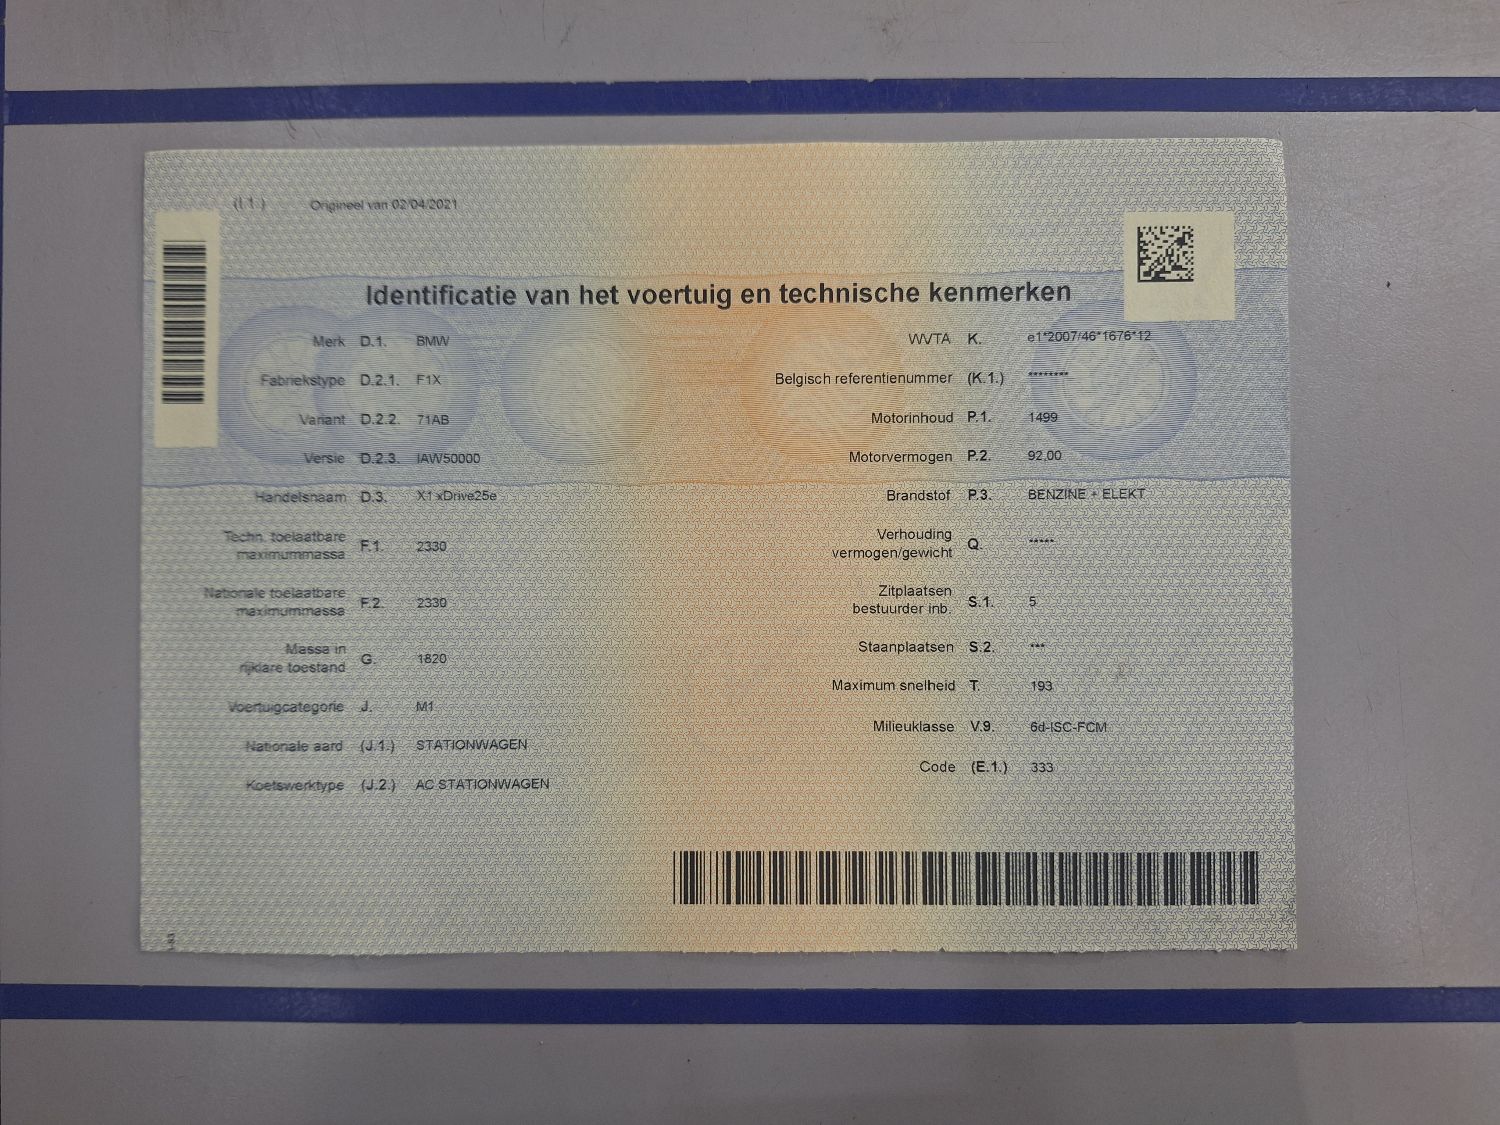 (I.1.) Origineel van 02/04/2021
Identificatie van het voertuig en technische kenmerken
Merk D.1. BMW
Fabriekstype D.2.1. F1X
Variant D.2.2. 71AB
Versie D.2.3. IAW50000
Handelsnaam D.3. X1 xDrive25e
Techn. toelaatbare
maximummassa F.1. 2330
Nationale toelaatbare
maximummassa F.2. 2330
Massa in
rijklare toestand G. 1820
Voertuigcategorie J. M1
Nationale aard (J.1.) STATIONWAGEN
Koetswerktype (J.2.) AC STATIONWAGEN
WVTA K. e1*2007/46*1676*12
Belgisch referentienummer (K.1.) ********
Motorinhoud P.1. 1499
Motorvermogen P.2. 92,00
Brandstof P.3. BENZINE + ELEKT
Verhouding
vermogen/gewicht Q. *****
Zitplaatsen
bestuurder inb. S.1. 5
Staanplaatsen S.2. ***
Maximum snelheid T. 193
Milieuklasse V.9. 6d-ISC-FCM
Code (E.1.) 333